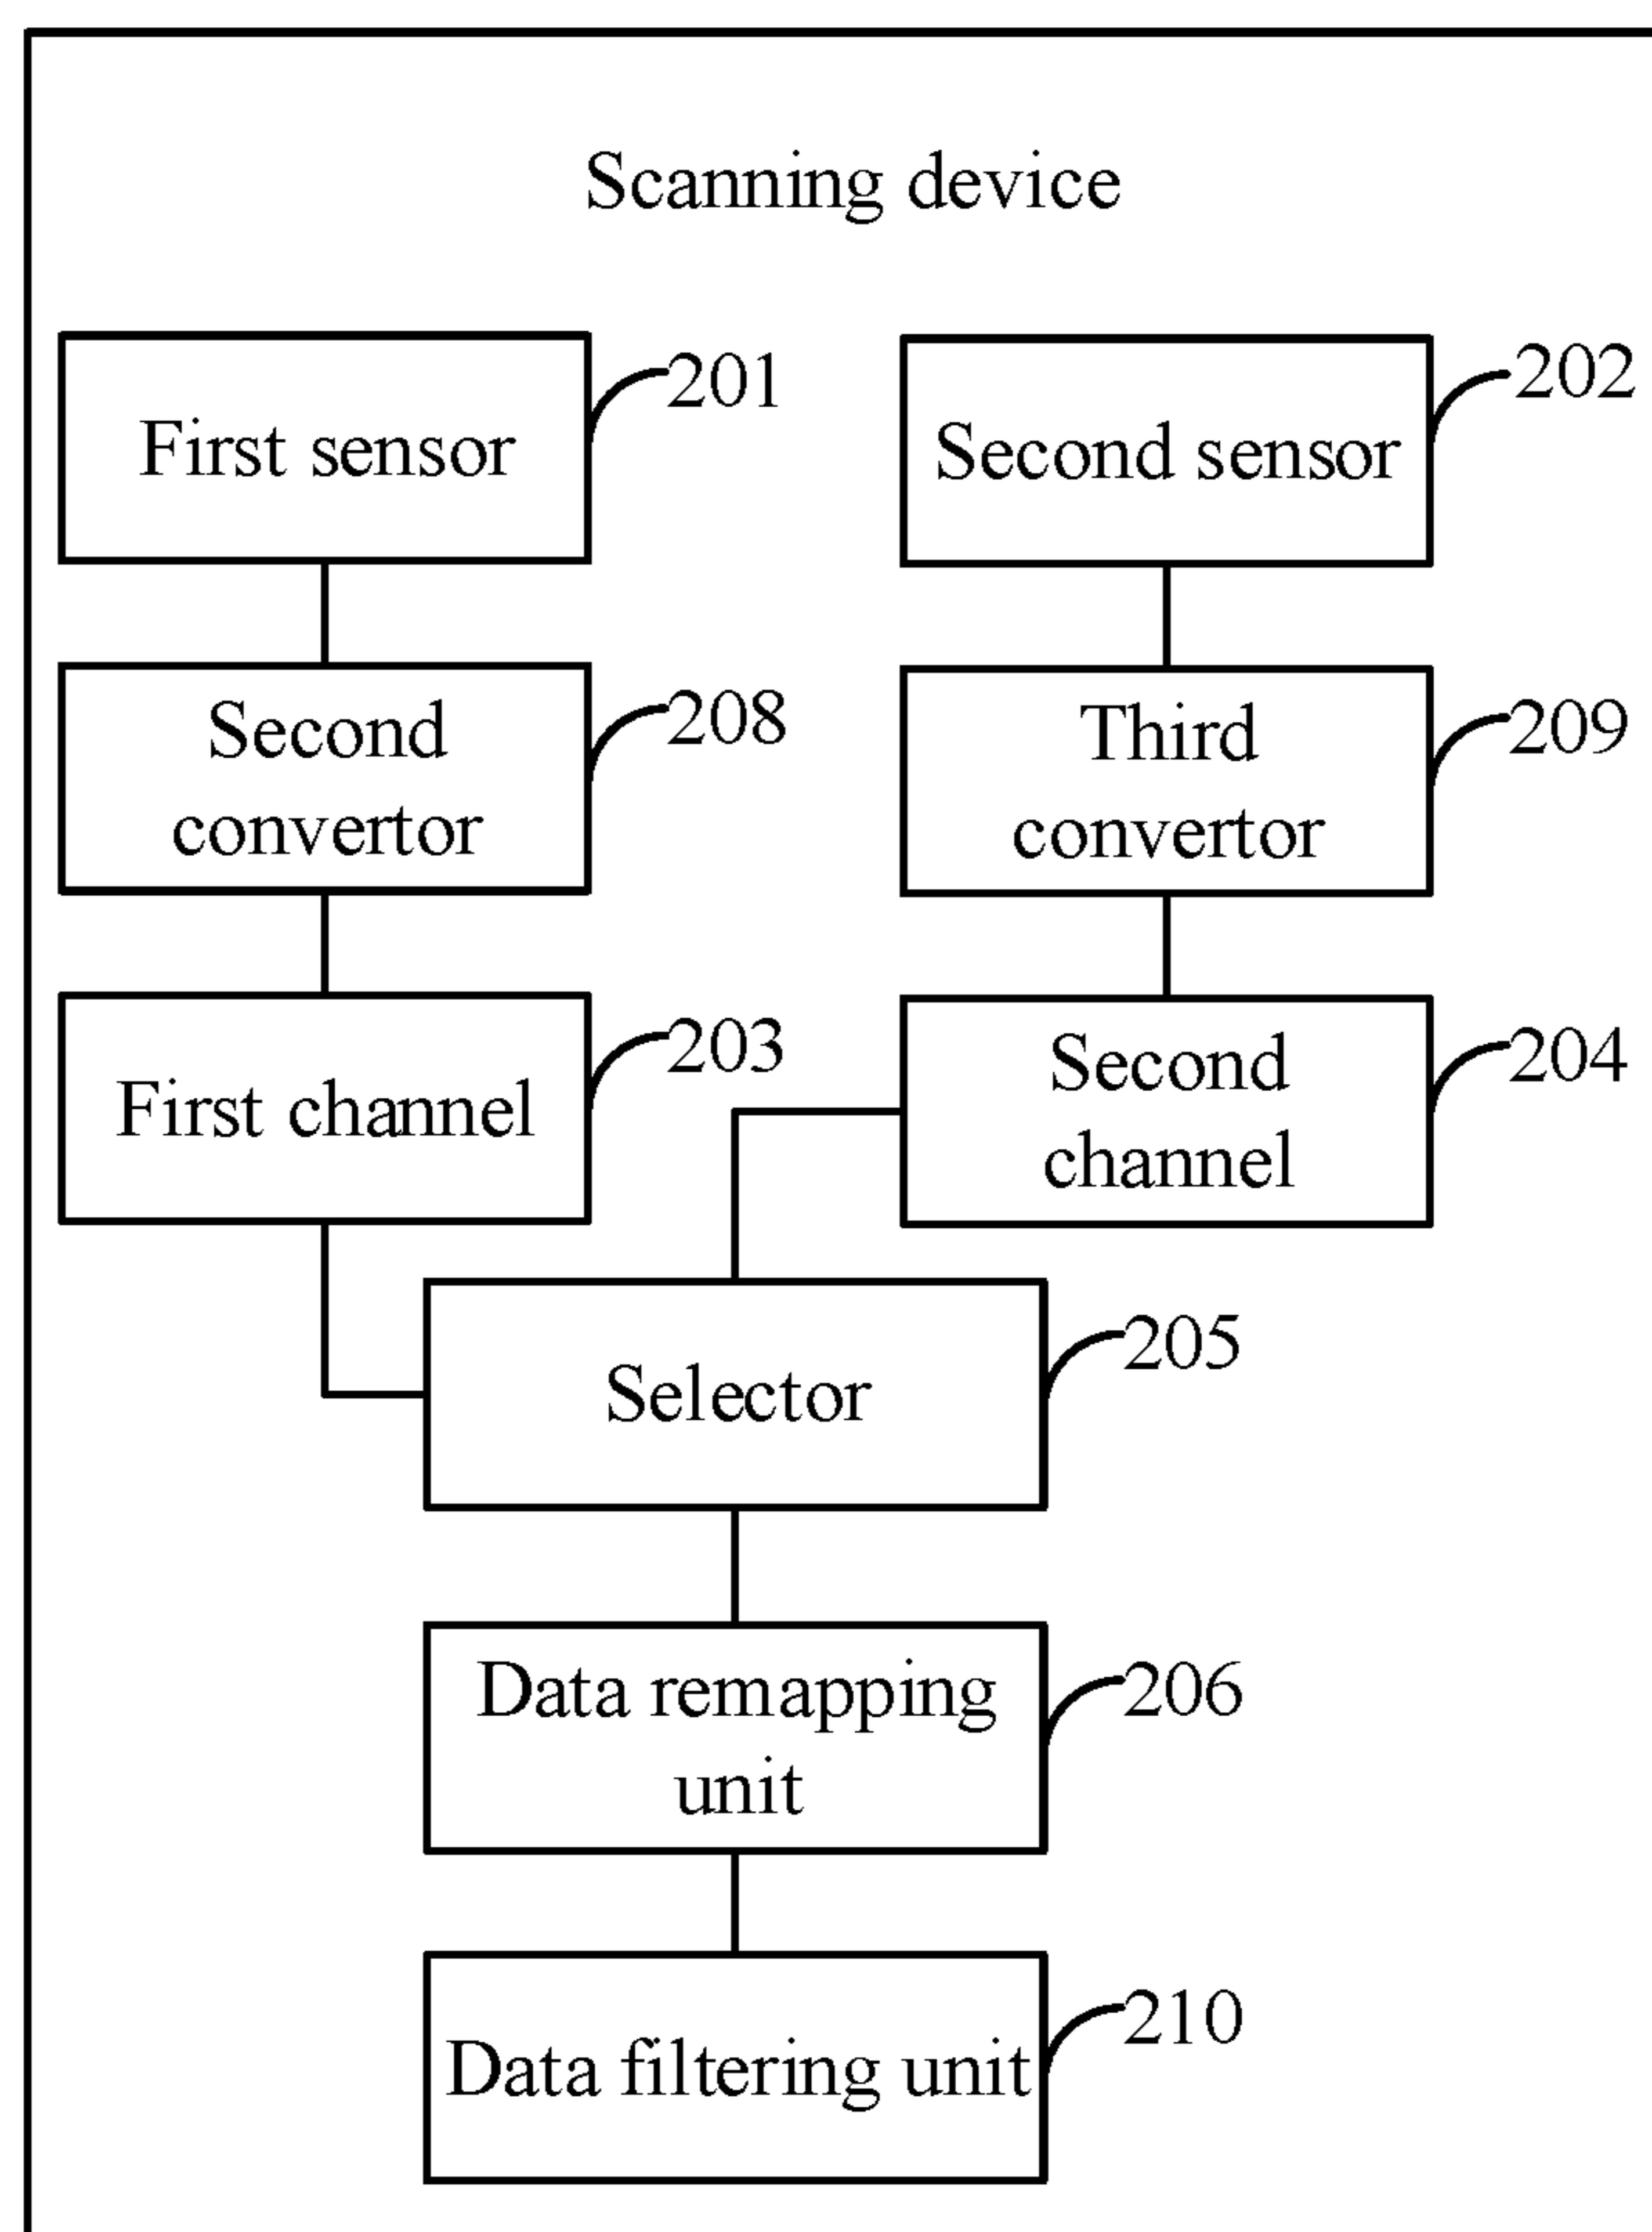 Scanning device
First sensor
201
Second sensor
202
Second
convertor
208
Third
convertor
209
First channel
203
Second
channel
204
Selector
205
Data remapping
unit
206
Data filtering unit
210